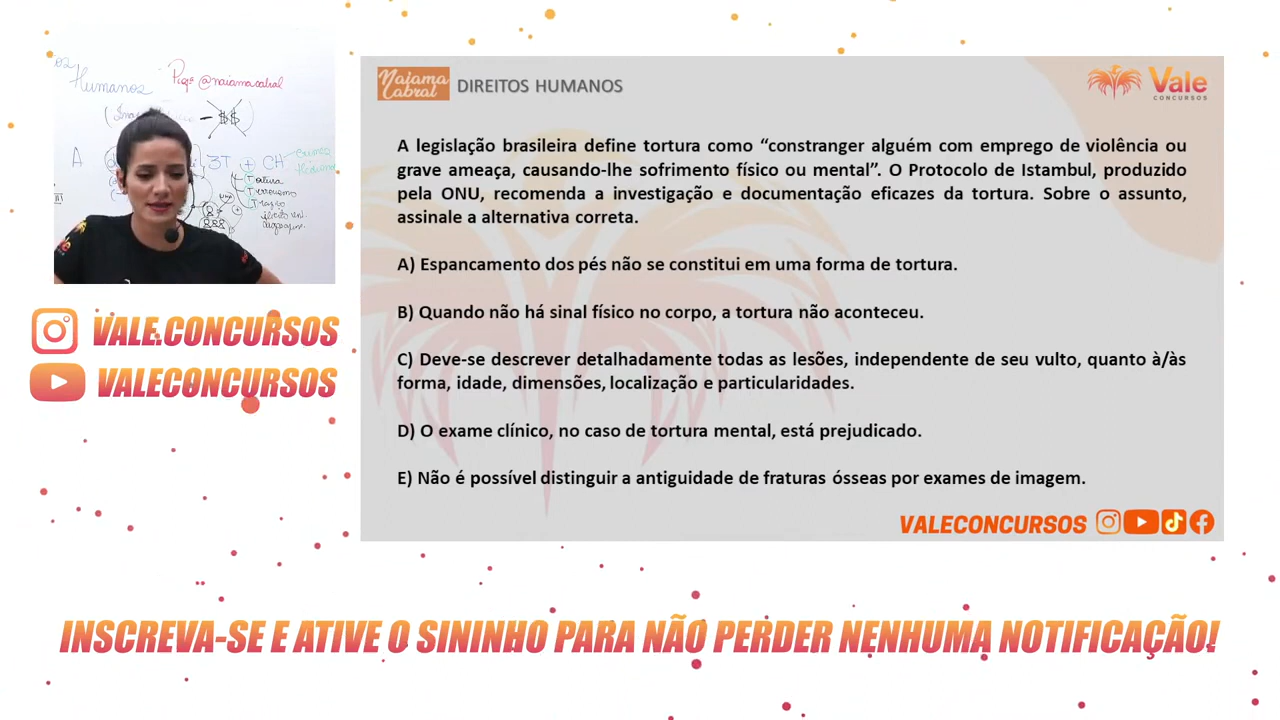 Humanos
Profª @naiamacabral
A
3T + CH
Tortura
Terrorismo
Tráfico
Naiama
Cabral
DIREITOS HUMANOS
Vale
CONCURSOS
A legislação brasileira define tortura como “constranger alguém com emprego de violência ou
grave ameaça, causando-lhe sofrimento físico ou mental”. O Protocolo de Istambul, produzido
pela ONU, recomenda a investigação e documentação eficazes da tortura. Sobre o assunto,
assinale a alternativa correta.
A) Espancamento dos pés não se constitui em uma forma de tortura.
B) Quando não há sinal físico no corpo, a tortura não aconteceu.
C) Deve-se descrever detalhadamente todas as lesões, independente de seu vulto, quanto à/às
forma, idade, dimensões, localização e particularidades.
D) O exame clínico, no caso de tortura mental, está prejudicado.
E) Não é possível distinguir a antiguidade de fraturas ósseas por exames de imagem.
VALECONCURSOS
VALE.CONCURSOS
VALECONCURSOS
INSCREVA-SE E ATIVE O SININHO PARA NÃO PERDER NENHUMA NOTIFICAÇÃO!